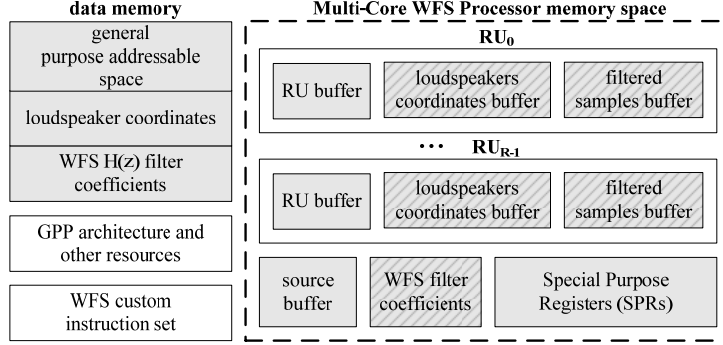 data memory
general
purpose addressable
space
loudspeaker coordinates
WFS H(z) filter
coefficients
GPP architecture and
other resources
WFS custom
instruction set
Multi-Core WFS Processor memory space
RU0
RU buffer
loudspeakers
coordinates buffer
filtered
samples buffer
...
RUR-1
RU buffer
loudspeakers
coordinates buffer
filtered
samples buffer
source
buffer
WFS filter
coefficients
Special Purpose
Registers (SPRs)